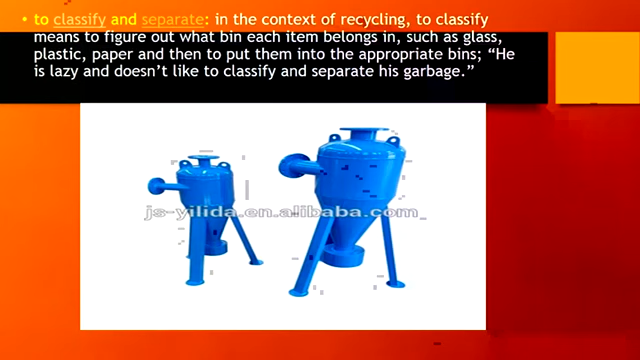 • to classify and separate: in the context of recycling, to classify
means to figure out what bin each item belongs in, such as glass,
plastic, paper and then to put them into the appropriate bins; “He
is lazy and doesn’t like to classify and separate his garbage.”
js-yilida.en.alibaba.com